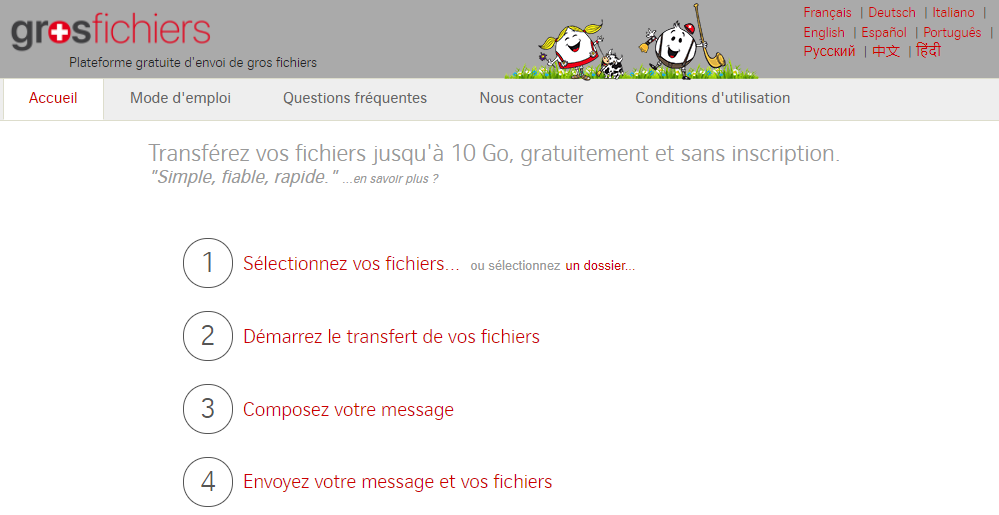 grosfichiers
Plateforme gratuite d'envoi de gros fichiers
Français | Deutsch | Italiano |
English | Español | Português |
Русский | 中文 | हिंदी
Accueil Mode d'emploi Questions fréquentes Nous contacter Conditions d'utilisation
Transférez vos fichiers jusqu'à 10 Go, gratuitement et sans inscription.
"Simple, fiable, rapide." ...en savoir plus ?
1 Sélectionnez vos fichiers... ou sélectionnez un dossier...
2 Démarrez le transfert de vos fichiers
3 Composez votre message
4 Envoyez votre message et vos fichiers